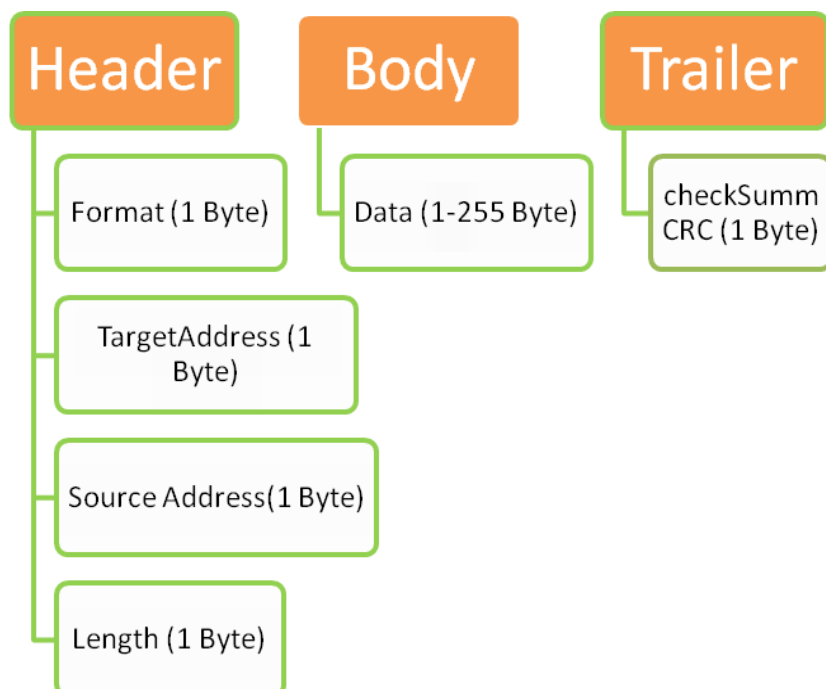 Header
Body
Trailer
Format (1 Byte)
Data (1-255 Byte)
checkSumm
CRC (1 Byte)
TargetAddress (1
Byte)
Source Address(1 Byte)
Length (1 Byte)